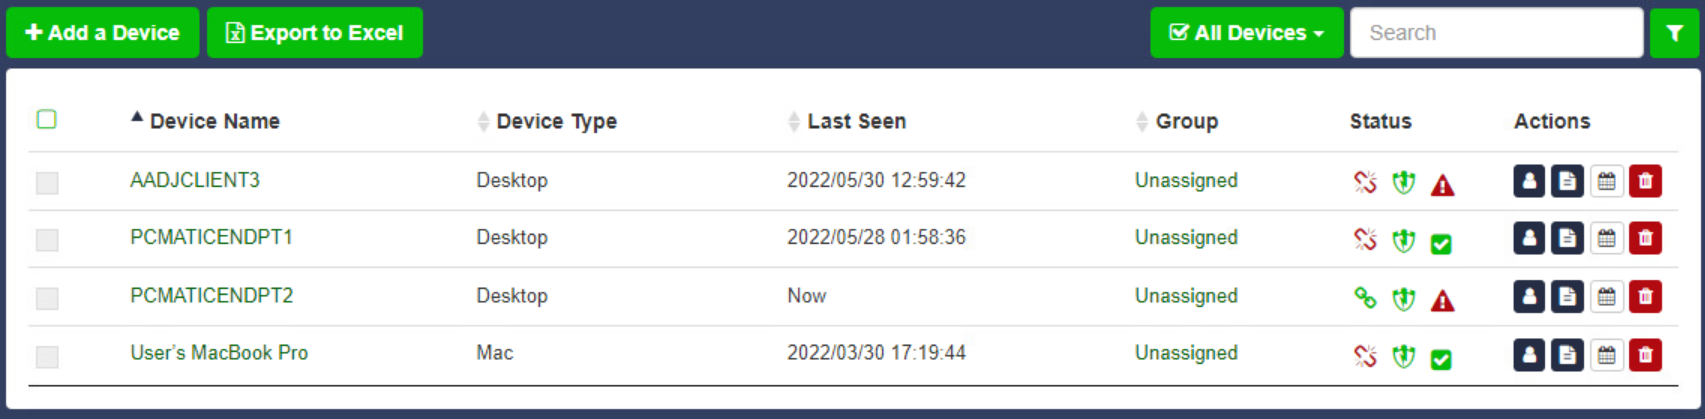 + Add a Device Export to Excel All Devices Search
Device Name Device Type Last Seen Group Status Actions
AADJCLIENT3 Desktop 2022/05/30 12:59:42 Unassigned
PCMATICENDPT1 Desktop 2022/05/28 01:58:36 Unassigned
PCMATICENDPT2 Desktop Now Unassigned
User’s MacBook Pro Mac 2022/03/30 17:19:44 Unassigned